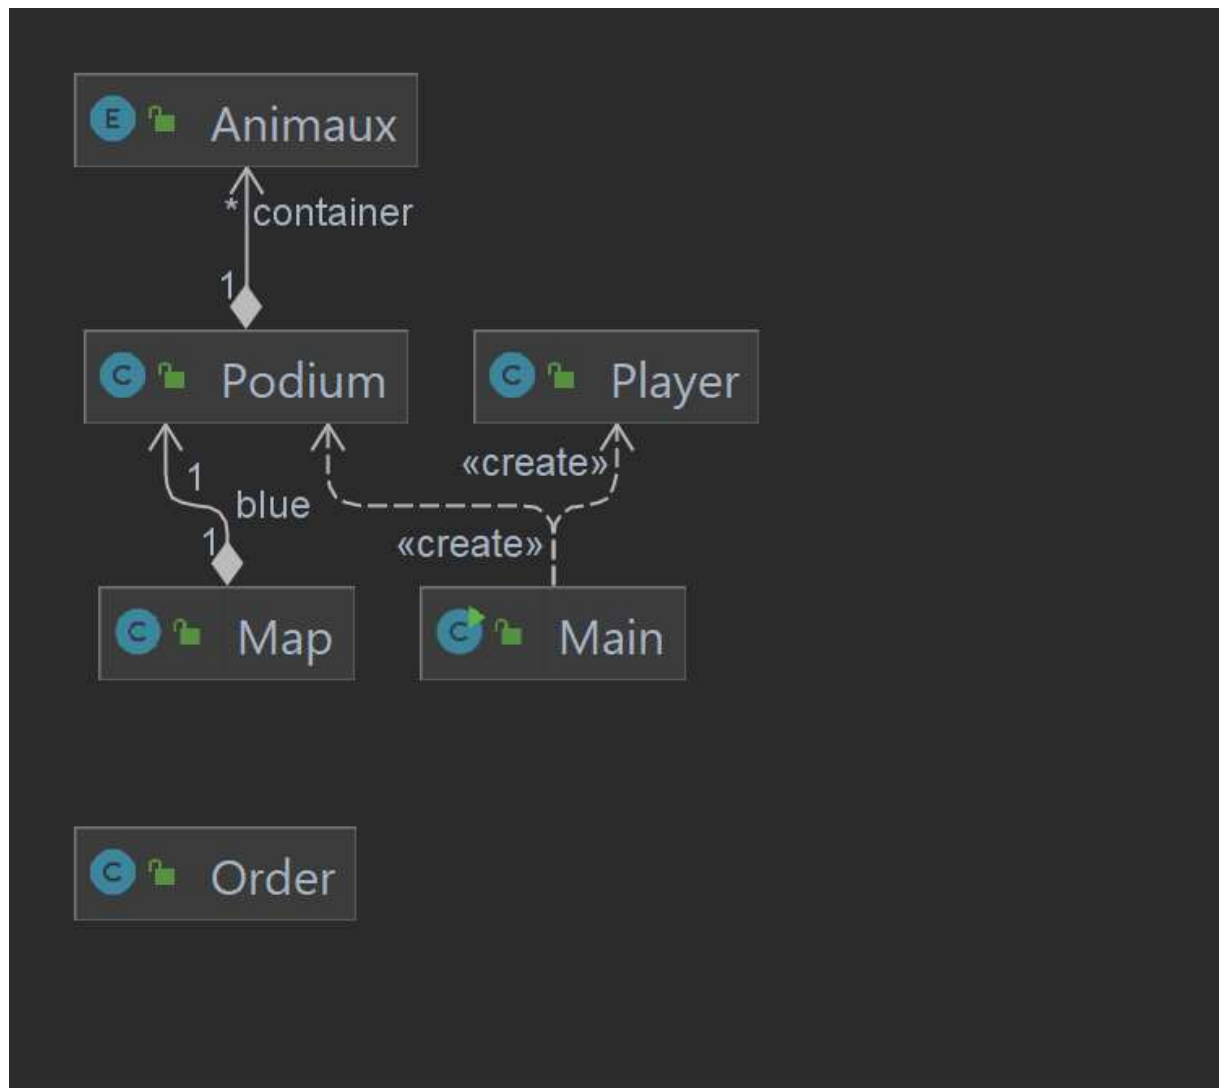 E Animaux
* container
1
C Podium
C Player
1
«create»
blue
1
«create»
C Map
C Main
C Order